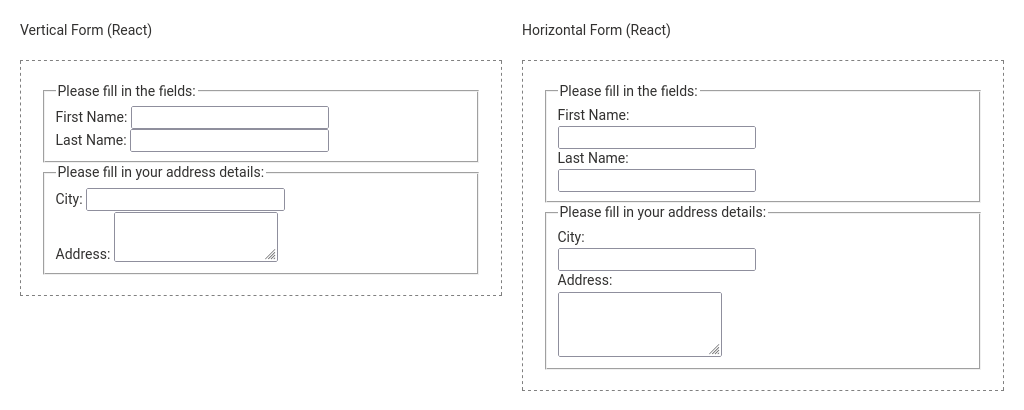 Vertical Form (React)
Please fill in the fields:
First Name:
Last Name:
Please fill in your address details:
City:
Address:
Horizontal Form (React)
Please fill in the fields:
First Name:
Last Name:
Please fill in your address details:
City:
Address: